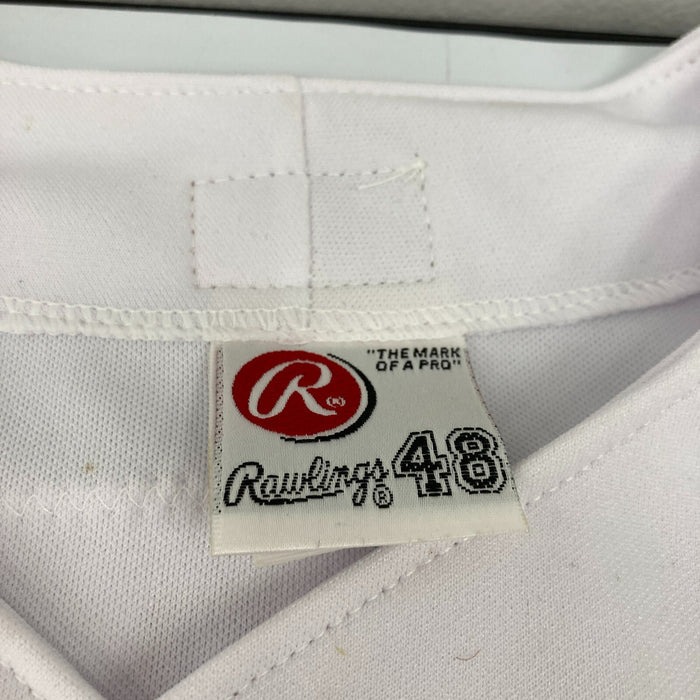 "THE MARK
OF A PRO"
R®
Rawlings® 48